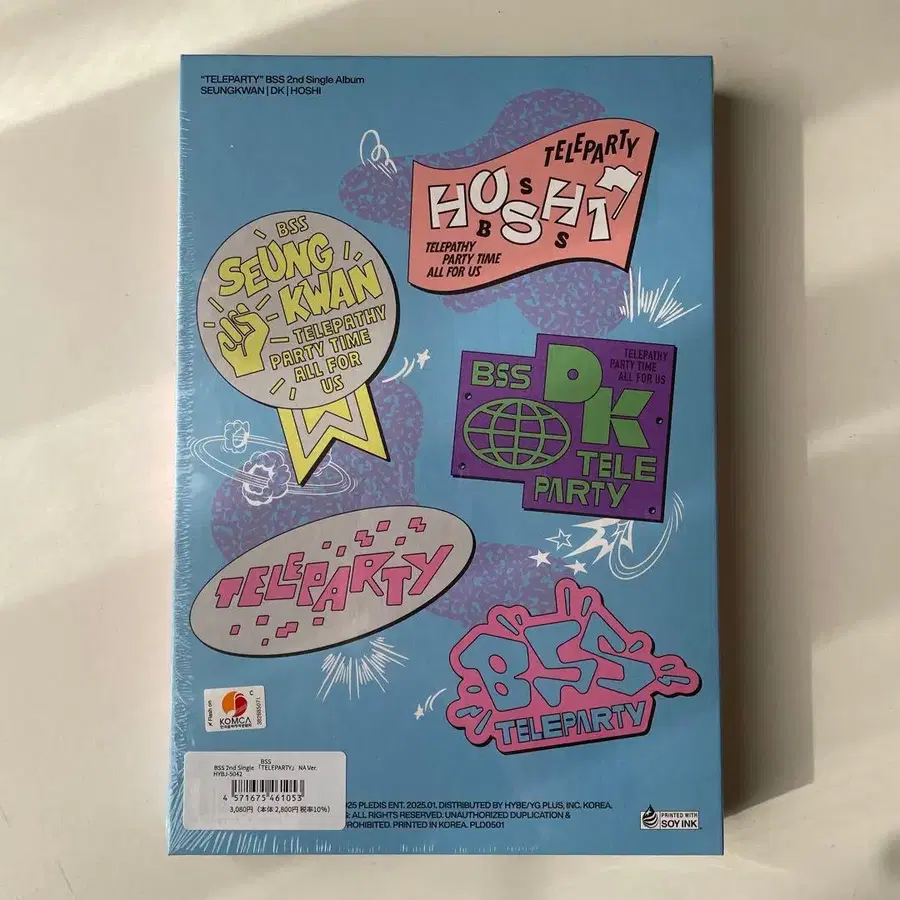 "TELEPARTY" BSS 2nd Single Album
SEUNGKWAN | DK | HOSHI
TELEPARTY
HOSHI
BSS
TELEPATHY
PARTY TIME
ALL FOR US
BSS
SEUNG
KWAN
TELEPATHY
PARTY TIME
ALL FOR
US
BSS
DK
TELEPATHY
PARTY TIME
ALL FOR US
TELE
PARTY
TELEPARTY
BSS
TELEPARTY
Flash on
KOMCA
C
BSS
BSS 2nd Single 「TELEPARTY」 NA Ver.
HYBJ-5042
4 571675 461053
3,080円（本体 2,800円 税率10%）
025 PLEDIS ENT. 2025.01. DISTRIBUTED BY HYBE/YG PLUS, INC. KOREA.
: ALL RIGHTS RESERVED. UNAUTHORIZED DUPLICATION &
ROHIBITED. PRINTED IN KOREA. PLD0501
PRINTED WITH
SOY INK